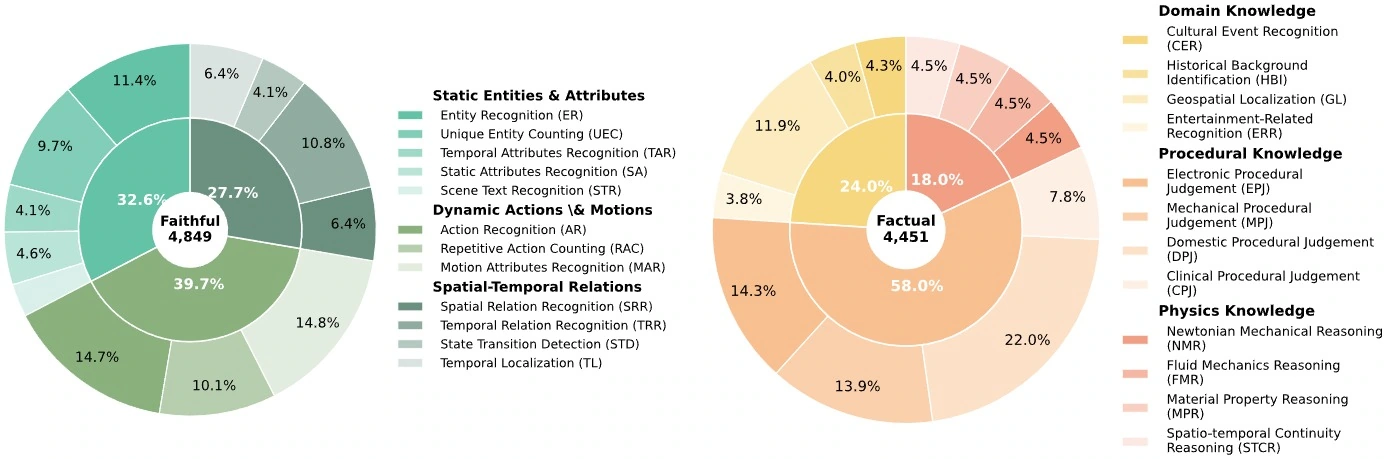 11.4%
6.4%
4.1%
9.7%
10.8%
32.6%
27.7%
Faithful
4,849
4.1%
6.4%
4.6%
39.7%
14.8%
14.7%
10.1%
Static Entities & Attributes
Entity Recognition (ER)
Unique Entity Counting (UEC)
Temporal Attributes Recognition (TAR)
Static Attributes Recognition (SA)
Scene Text Recognition (STR)
Dynamic Actions \& Motions
Action Recognition (AR)
Repetitive Action Counting (RAC)
Motion Attributes Recognition (MAR)
Spatial-Temporal Relations
Spatial Relation Recognition (SRR)
Temporal Relation Recognition (TRR)
State Transition Detection (STD)
Temporal Localization (TL)
4.0%
4.3%
4.5%
4.5%
4.5%
4.5%
11.9%
24.0%
18.0%
3.8%
7.8%
Factual
4,451
58.0%
14.3%
22.0%
13.9%
Domain Knowledge
Cultural Event Recognition
(CER)
Historical Background
Identification (HBI)
Geospatial Localization (GL)
Entertainment-Related
Recognition (ERR)
Procedural Knowledge
Electronic Procedural
Judgement (EPJ)
Mechanical Procedural
Judgement (MPJ)
Domestic Procedural Judgement
(DPJ)
Clinical Procedural Judgement
(CPJ)
Physics Knowledge
Newtonian Mechanical Reasoning
(NMR)
Fluid Mechanics Reasoning
(FMR)
Material Property Reasoning
(MPR)
Spatio-temporal Continuity
Reasoning (STCR)